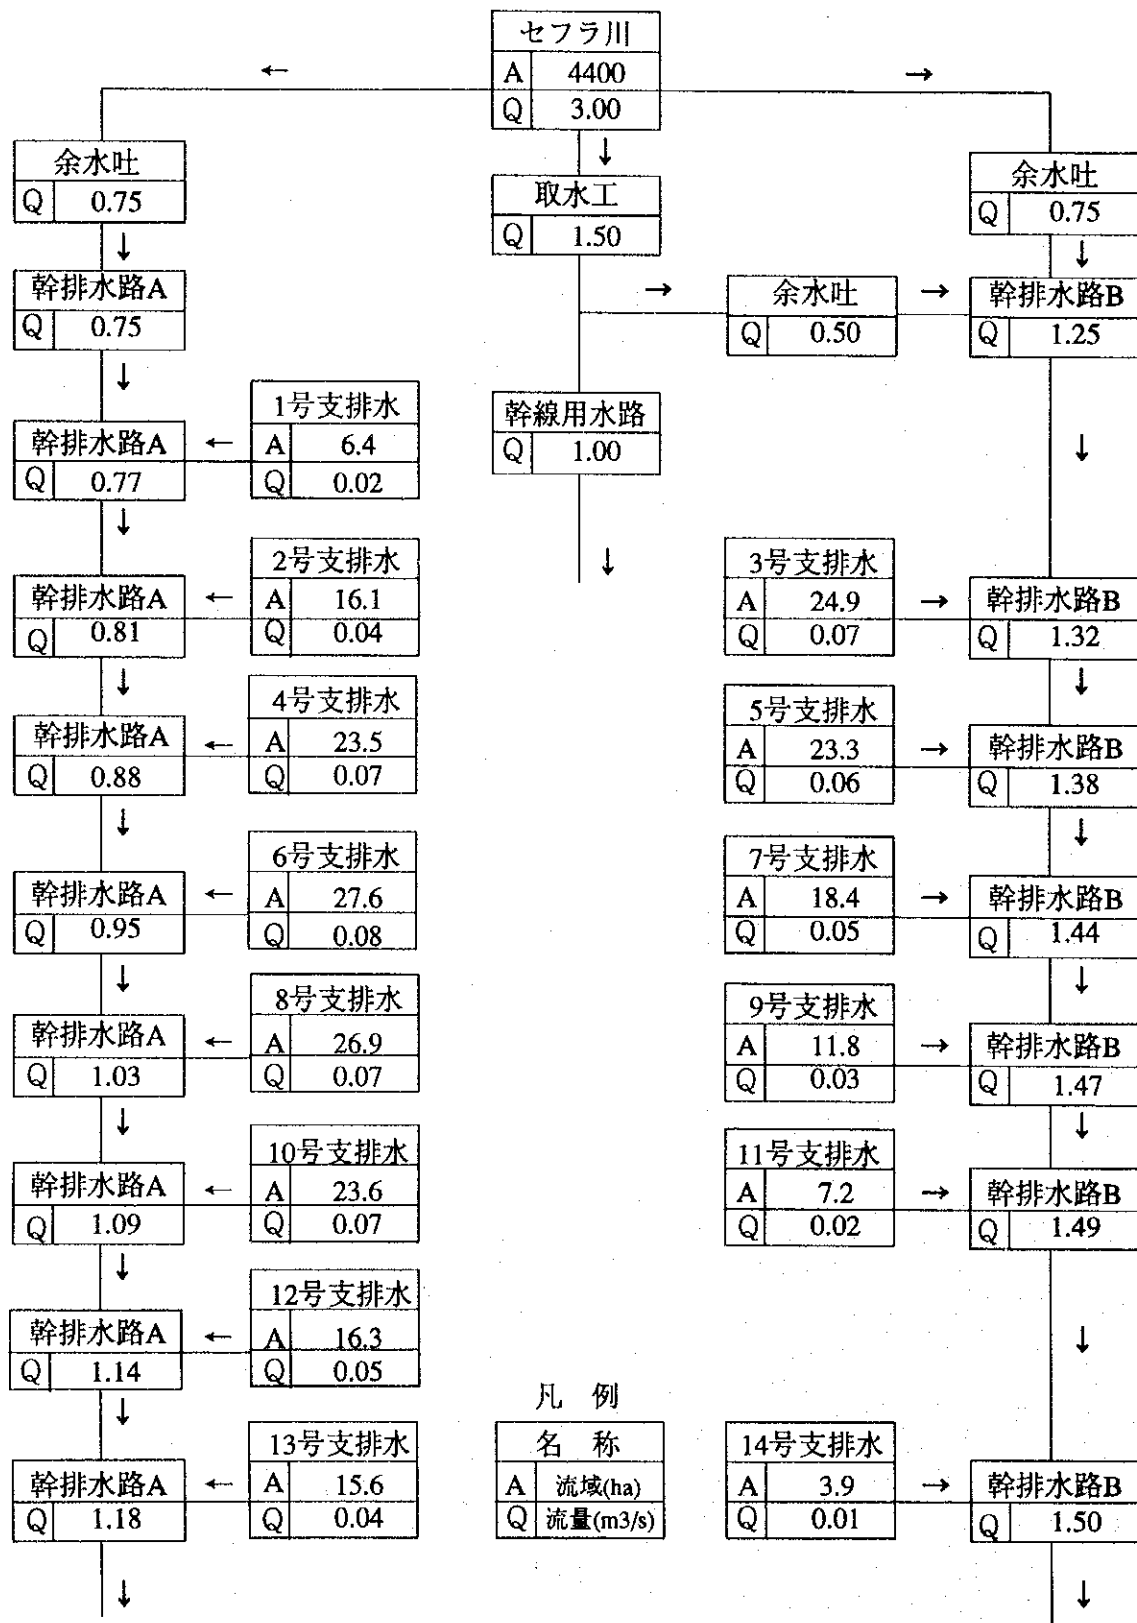 セフラ川
A 4400
Q 3.00
←
→
余水吐
Q 0.75
↓
取水工
Q 1.50
余水吐
Q 0.75
↓
↓
幹排水路A
Q 0.75
→
余水吐
Q 0.50
→
幹排水路B
Q 1.25
↓
幹排水路A
Q 0.77
←
1号支排水
A 6.4
Q 0.02
幹線用水路
Q 1.00
↓
↓
↓
幹排水路A
Q 0.81
←
2号支排水
A 16.1
Q 0.04
3号支排水
A 24.9
Q 0.07
→
幹排水路B
Q 1.32
↓
↓
幹排水路A
Q 0.88
←
4号支排水
A 23.5
Q 0.07
5号支排水
A 23.3
Q 0.06
→
幹排水路B
Q 1.38
↓
↓
幹排水路A
Q 0.95
←
6号支排水
A 27.6
Q 0.08
7号支排水
A 18.4
Q 0.05
→
幹排水路B
Q 1.44
↓
↓
幹排水路A
Q 1.03
←
8号支排水
A 26.9
Q 0.07
9号支排水
A 11.8
Q 0.03
→
幹排水路B
Q 1.47
↓
↓
幹排水路A
Q 1.09
←
10号支排水
A 23.6
Q 0.07
11号支排水
A 7.2
Q 0.02
→
幹排水路B
Q 1.49
↓
↓
幹排水路A
Q 1.14
←
12号支排水
A 16.3
Q 0.05
↓
幹排水路A
Q 1.18
←
13号支排水
A 15.6
Q 0.04
凡 例
名 称
A 流域(ha)
Q 流量(m3/s)
14号支排水
A 3.9
Q 0.01
→
幹排水路B
Q 1.50
↓
↓